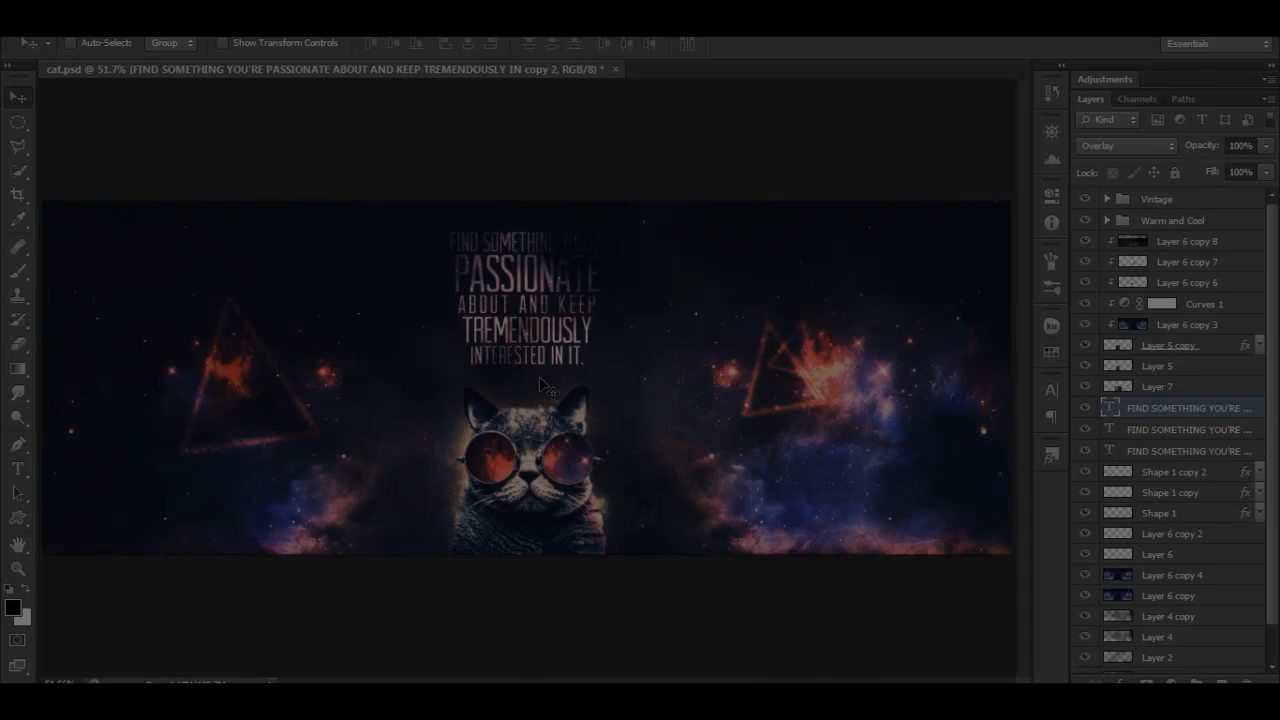 Auto-Select: Group Show Transform Controls Essentials
cat.psd @ 51.7% (FIND SOMETHING YOU'RE PASSIONATE ABOUT AND KEEP TREMENDOUSLY IN copy 2, RGB/8) *
Adjustments
Layers Channels Paths
Kind
Overlay Opacity: 100%
Lock: Fill: 100%
Vintage
Warm and Cool
Layer 6 copy 8
Layer 6 copy 7
Layer 6 copy 6
Curves 1
Layer 6 copy 3
Layer 5 copy
Layer 5
Layer 7
FIND SOMETHING YOU'RE ...
FIND SOMETHING YOU'RE ...
FIND SOMETHING YOU'RE ...
Shape 1 copy 2
Shape 1 copy
Shape 1
Layer 6 copy 2
Layer 6
Layer 6 copy 4
Layer 6 copy
Layer 4 copy
Layer 4
Layer 2
FIND SOMETHING YOU'RE
PASSIONATE
ABOUT AND KEEP
TREMENDOUSLY
INTERESTED IN IT.